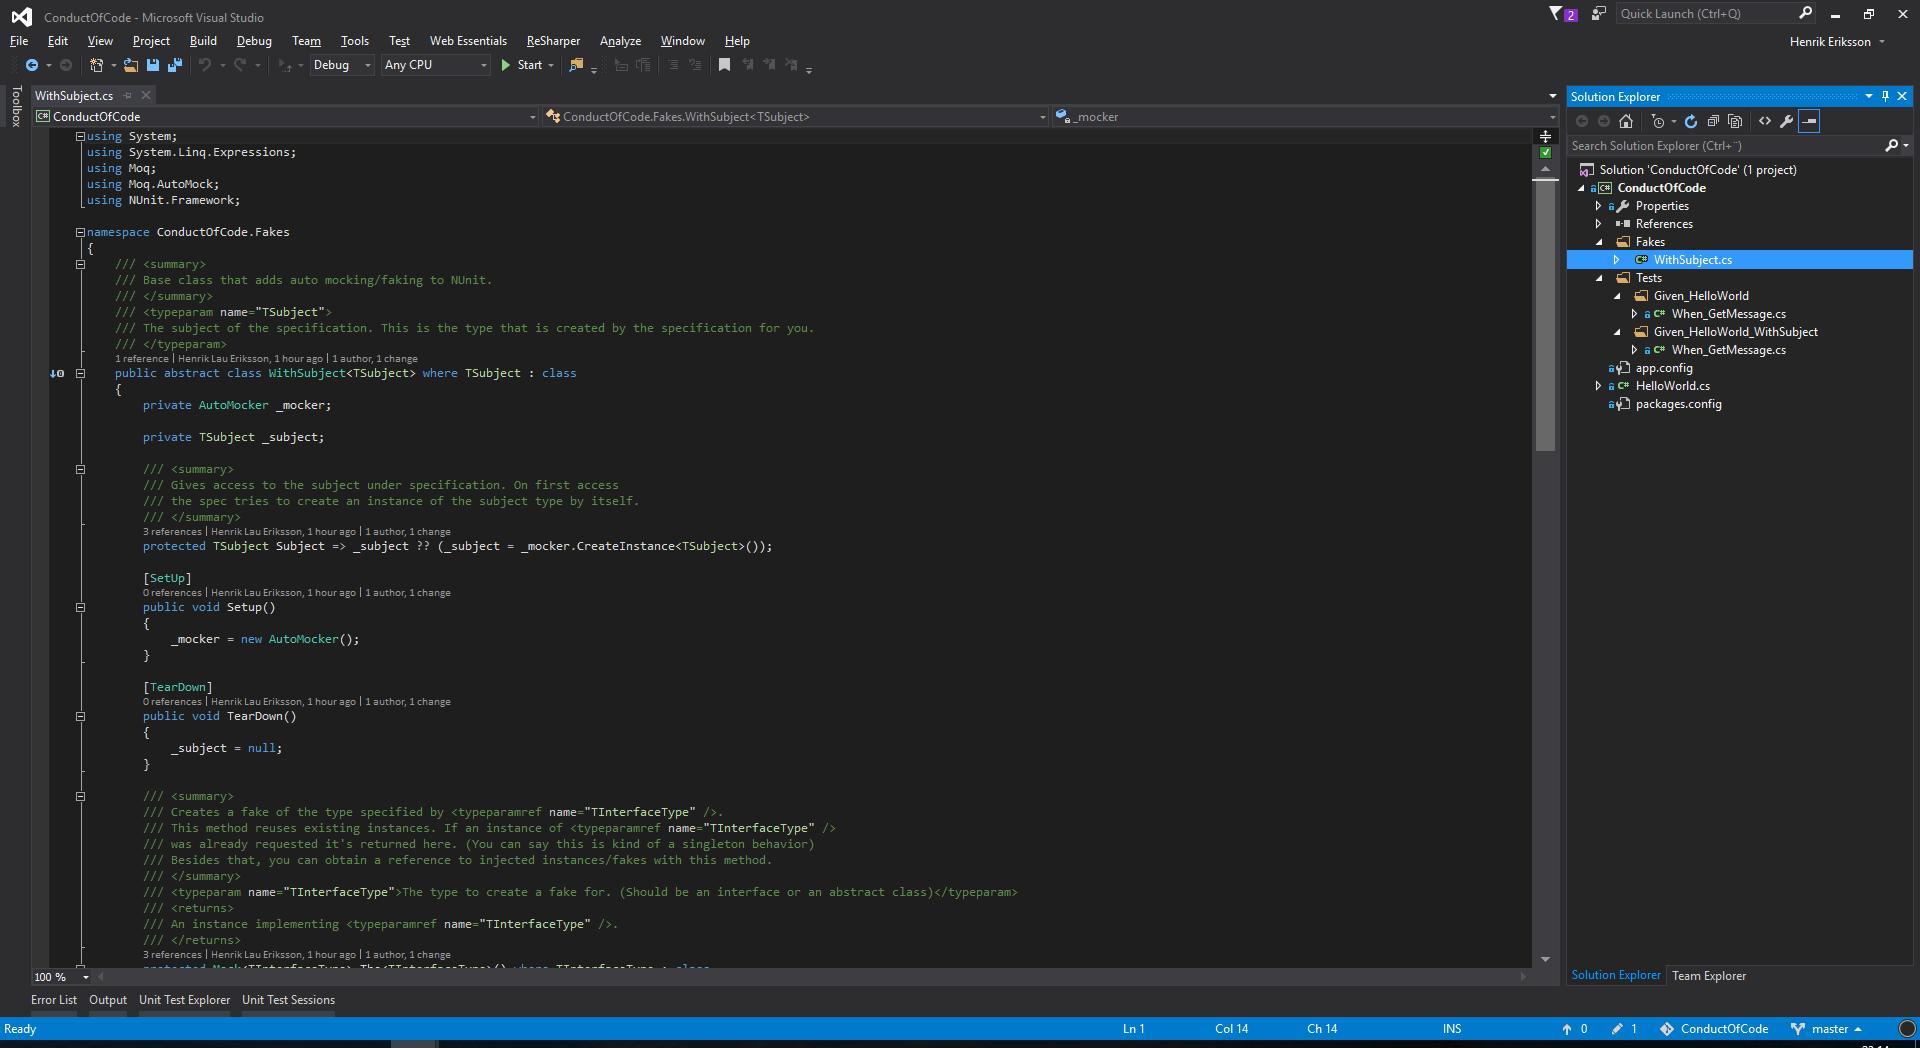 ConductOfCode - Microsoft Visual Studio
2
Quick Launch (Ctrl+Q)
File Edit View Project Build Debug Team Tools Test Web Essentials ReSharper Analyze Window Help
Henrik Eriksson
Debug Any CPU Start
Toolbox
WithSubject.cs
ConductOfCode ConductOfCode.Fakes.WithSubject<TSubject> _mocker
using System;
using System.Linq.Expressions;
using Moq;
using Moq.AutoMock;
using NUnit.Framework;
namespace ConductOfCode.Fakes
{
/// <summary>
/// Base class that adds auto mocking/faking to NUnit.
/// </summary>
/// <typeparam name="TSubject">
/// The subject of the specification. This is the type that is created by the specification for you.
/// </typeparam>
1 reference | Henrik Lau Eriksson, 1 hour ago | 1 author, 1 change
public abstract class WithSubject<TSubject> where TSubject : class
{
private AutoMocker _mocker;
private TSubject _subject;
/// <summary>
/// Gives access to the subject under specification. On first access
/// the spec tries to create an instance of the subject type by itself.
/// </summary>
3 references | Henrik Lau Eriksson, 1 hour ago | 1 author, 1 change
protected TSubject Subject => _subject ?? (_subject = _mocker.CreateInstance<TSubject>());
[SetUp]
0 references | Henrik Lau Eriksson, 1 hour ago | 1 author, 1 change
public void Setup()
{
_mocker = new AutoMocker();
}
[TearDown]
0 references | Henrik Lau Eriksson, 1 hour ago | 1 author, 1 change
public void TearDown()
{
_subject = null;
}
/// <summary>
/// Creates a fake of the type specified by <typeparamref name="TInterfaceType" />.
/// This method reuses existing instances. If an instance of <typeparamref name="TInterfaceType" />
/// was already requested it's returned here. (You can say this is kind of a singleton behavior)
/// Besides that, you can obtain a reference to injected instances/fakes with this method.
/// </summary>
/// <typeparam name="TInterfaceType">The type to create a fake for. (Should be an interface or an abstract class)</typeparam>
/// <returns>
/// An instance implementing <typeparamref name="TInterfaceType" />.
/// </returns>
3 references | Henrik Lau Eriksson, 1 hour ago | 1 author, 1 change
protected Mock<TInterfaceType> The<TInterfaceType>() where TInterfaceType : class
100 %
Solution Explorer
Search Solution Explorer (Ctrl+¨)
Solution 'ConductOfCode' (1 project)
ConductOfCode
Properties
References
Fakes
WithSubject.cs
Tests
Given_HelloWorld
When_GetMessage.cs
Given_HelloWorld_WithSubject
When_GetMessage.cs
app.config
HelloWorld.cs
packages.config
Solution Explorer Team Explorer
Error List Output Unit Test Explorer Unit Test Sessions
Ready Ln 1 Col 14 Ch 14 INS 0 1 ConductOfCode master